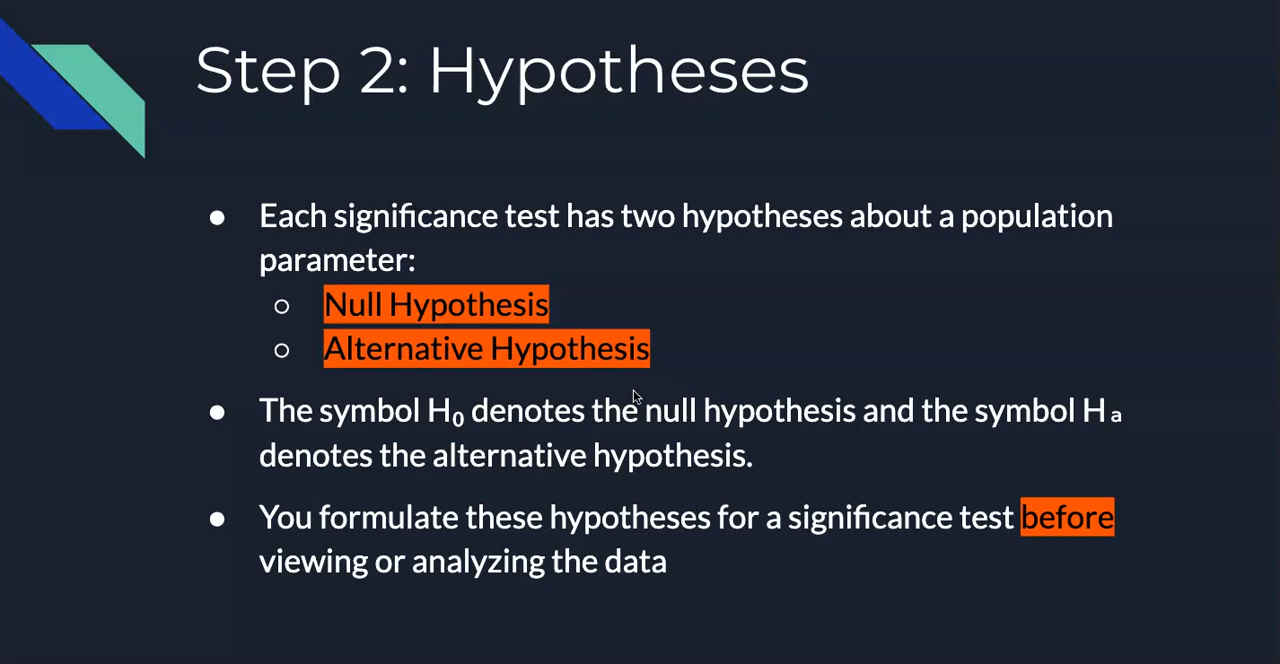 Step 2: Hypotheses
● Each significance test has two hypotheses about a population
parameter:
○ Null Hypothesis
○ Alternative Hypothesis
● The symbol H₀ denotes the null hypothesis and the symbol H ₐ
denotes the alternative hypothesis.
● You formulate these hypotheses for a significance test before
viewing or analyzing the data